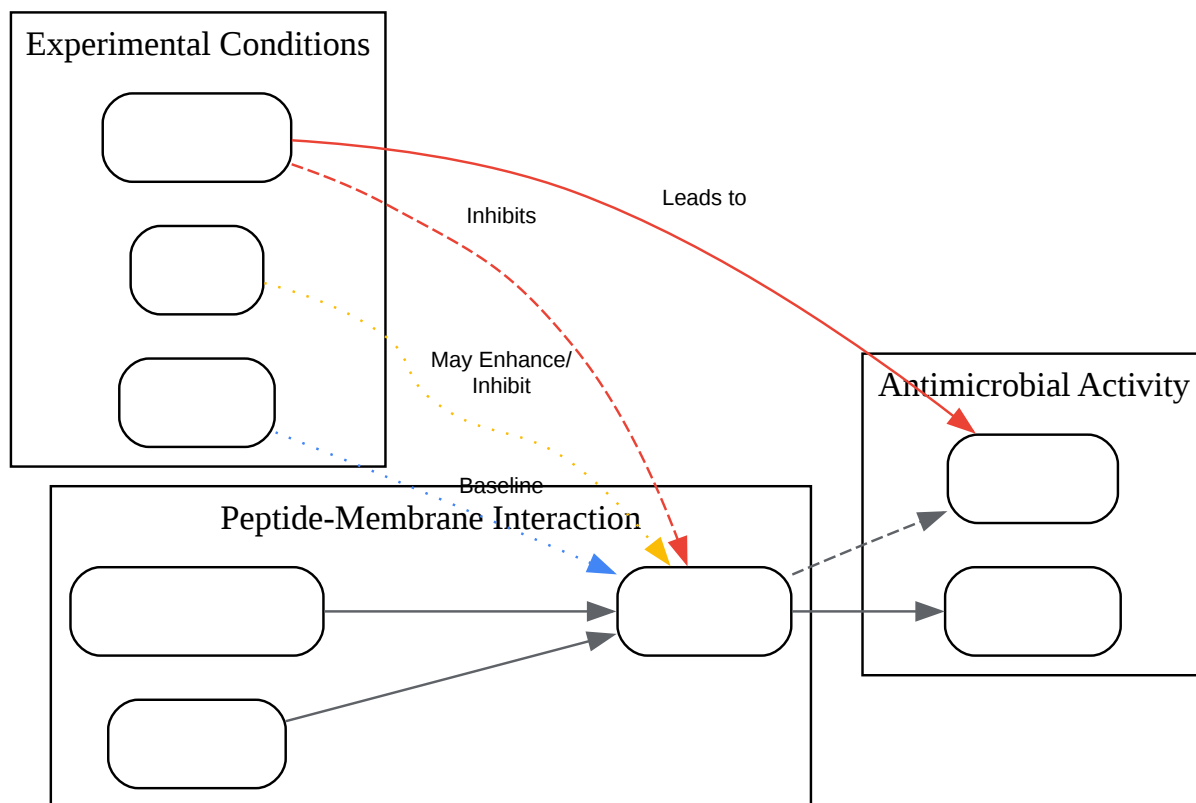 Experimental Conditions
Leads to
Inhibits
May Enhance/
Inhibit
Antimicrobial Activity
Baseline
Peptide-Membrane Interaction